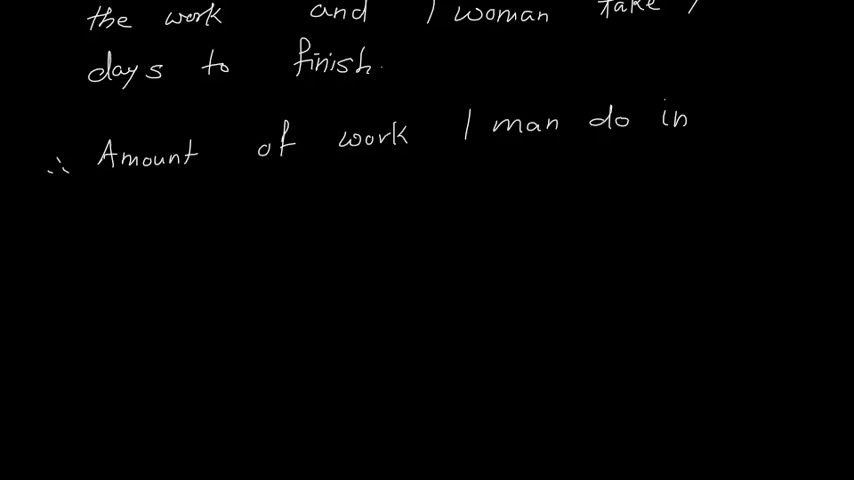 the work and 1 woman take y
days to finish.
∴ Amount of work 1 man do in